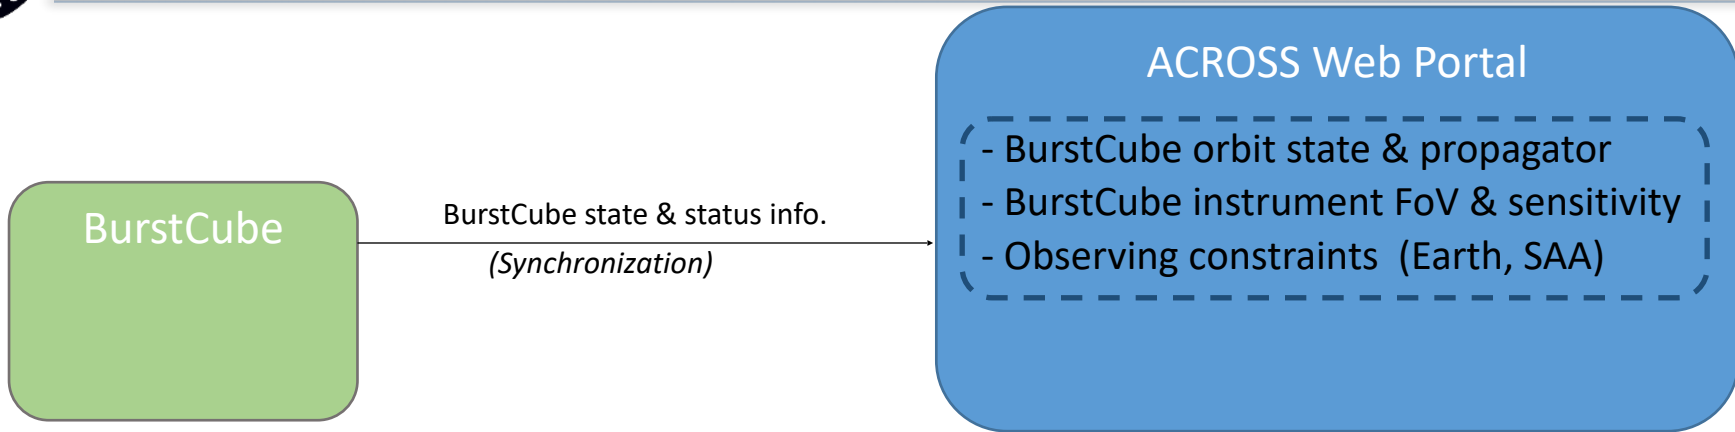 ACROSS Web Portal
- BurstCube orbit state & propagator
- BurstCube instrument FoV & sensitivity
- Observing constraints  (Earth, SAA)
BurstCube
BurstCube state & status info.
(Synchronization)